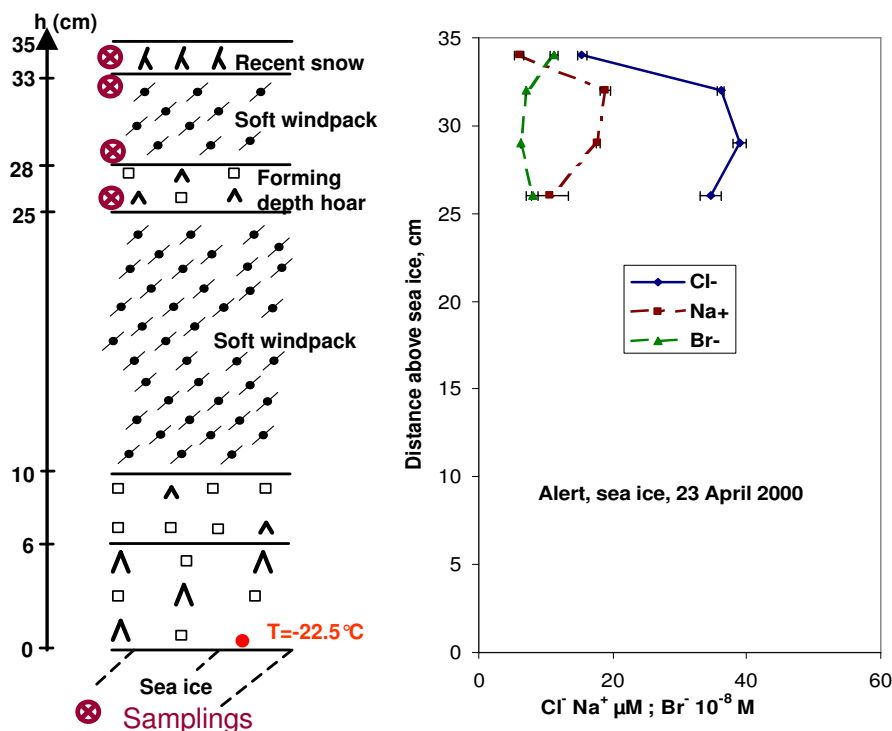 h (cm)
35
33
28
25
10
6
0
Recent snow
Soft windpack
Forming
depth hoar
Soft windpack
T=-22.5°C
Sea ice
Samplings
35
30
25
20
15
10
5
0
Distance above sea ice, cm
Cl-
Na+
Br-
Alert, sea ice, 23 April 2000
0 20 40 60
Cl⁻ Na⁺ µM ; Br⁻ 10⁻⁸ M